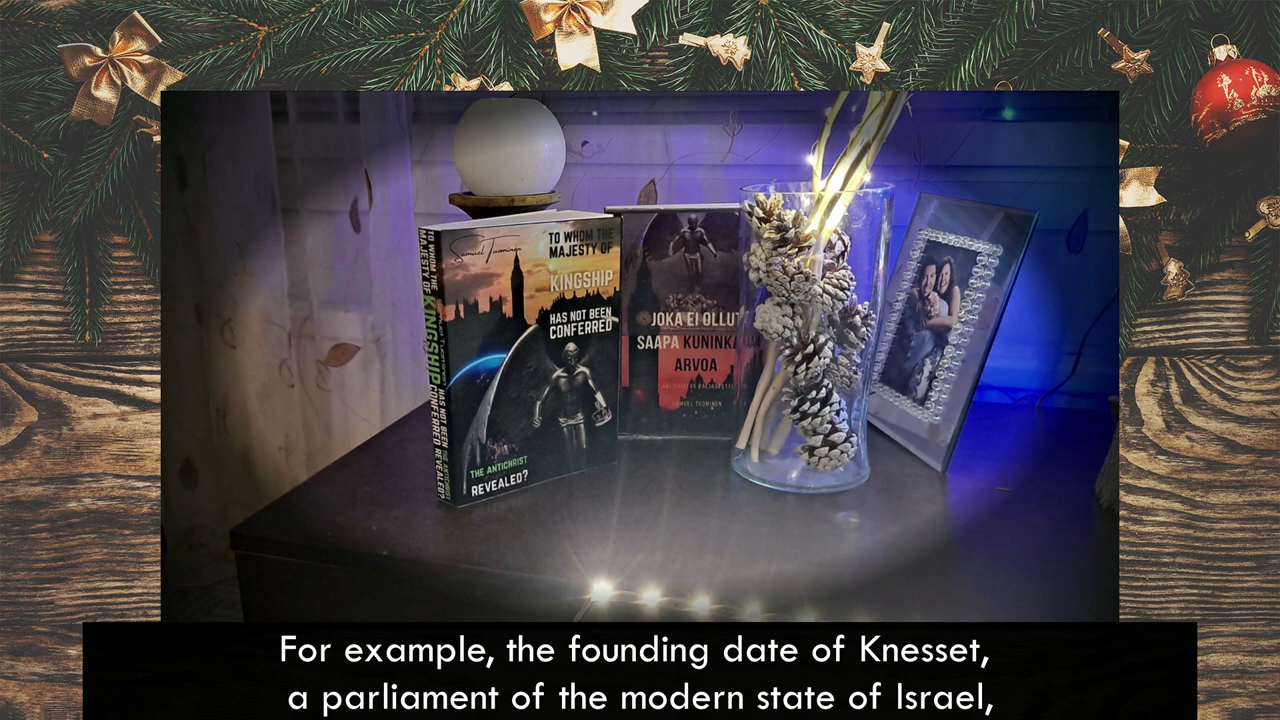 Samuel Tuominen
TO WHOM THE
MAJESTY OF
KINGSHIP
HAS NOT BEEN
CONFERRED
THE ANTICHRIST
REVEALED?
TO WHOM THE
MAJESTY OF KINGSHIP HAS NOT BEEN
CONFERRED THE ANTICHRIST REVEALED?
JOKA EI OLLUT
SAAPA KUNINKA
ARVOA
For example, the founding date of Knesset,
a parliament of the modern state of Israel,